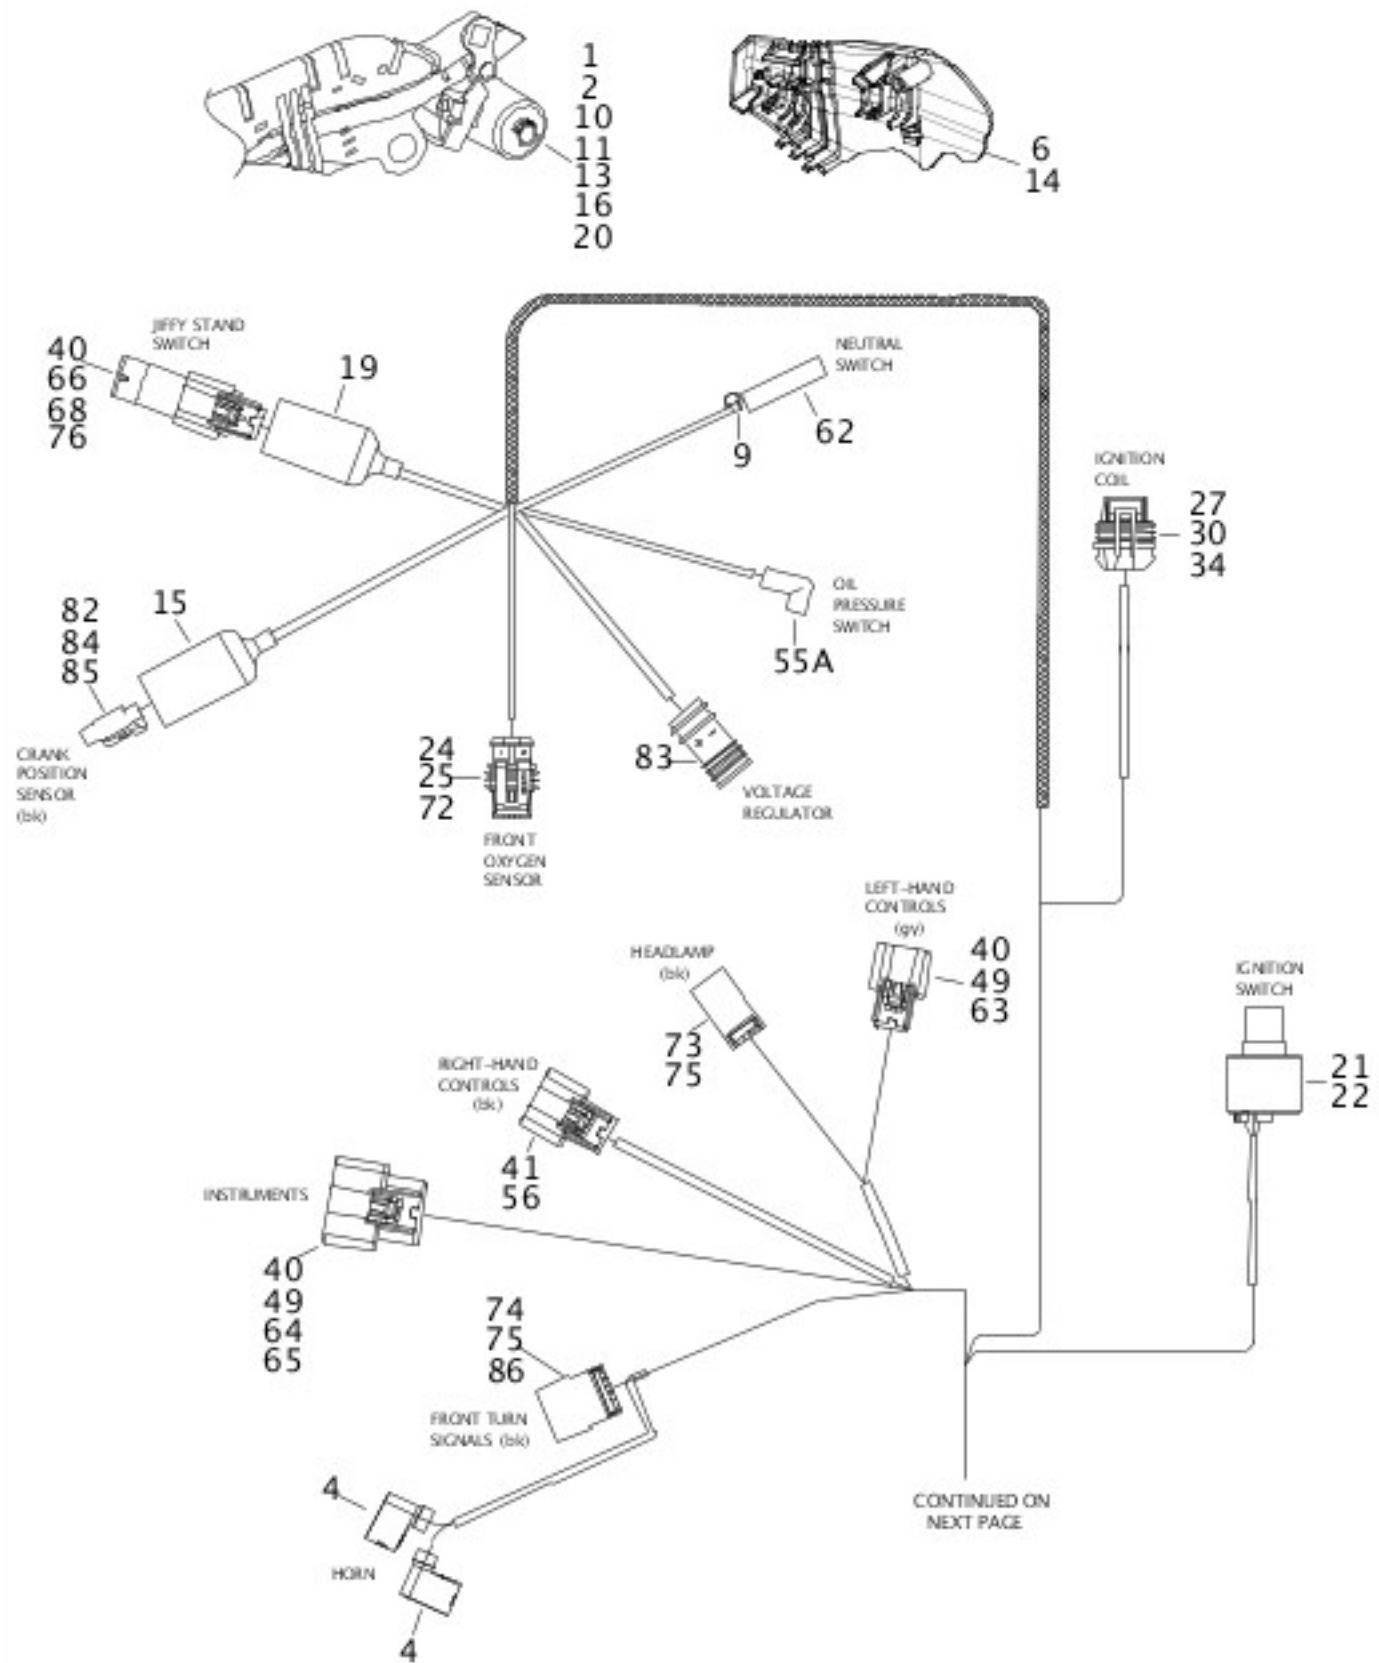 1
2
10
11
13
16
20
6
14
JIFFY STAND
SWITCH
40
66
68
76
19
NEUTRAL
SWITCH
9
62
IGNITION
COIL
27
30
34
OIL
PRESSURE
SWITCH
55A
82
84
85
15
CRANK
POSITION
SENSOR
(bk)
24
25
72
FRONT
OXYGEN
SENSOR
83
VOLTAGE
REGULATOR
LEFT-HAND
CONTROLS
(gy)
40
49
63
HEADLAMP
(bk)
73
75
IGNITION
SWITCH
21
22
RIGHT-HAND
CONTROLS
(bk)
41
56
INSTRUMENTS
40
49
64
65
74
75
86
FRONT TURN
SIGNALS (bk)
4
HORN
4
CONTINUED ON
NEXT PAGE